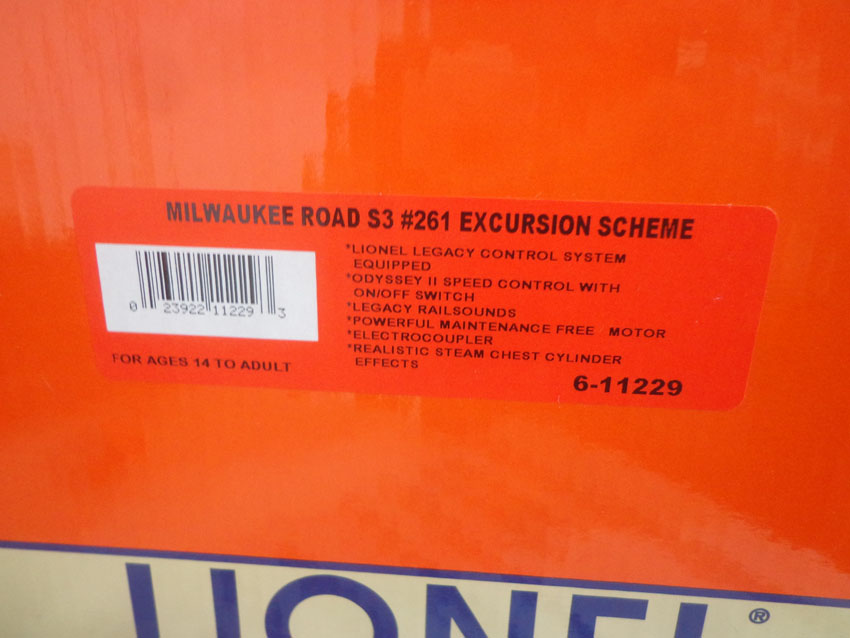 MILWAUKEE ROAD S3 #261 EXCURSION SCHEME
*LIONEL LEGACY CONTROL SYSTEM
EQUIPPED
*ODYSSEY II SPEED CONTROL WITH
ON/OFF SWITCH
*LEGACY RAILSOUNDS
*POWERFUL MAINTENANCE FREE MOTOR
*ELECTROCOUPLER
*REALISTIC STEAM CHEST CYLINDER
EFFECTS
0 23922 11229 3
FOR AGES 14 TO ADULT
6-11229
LIONEL®